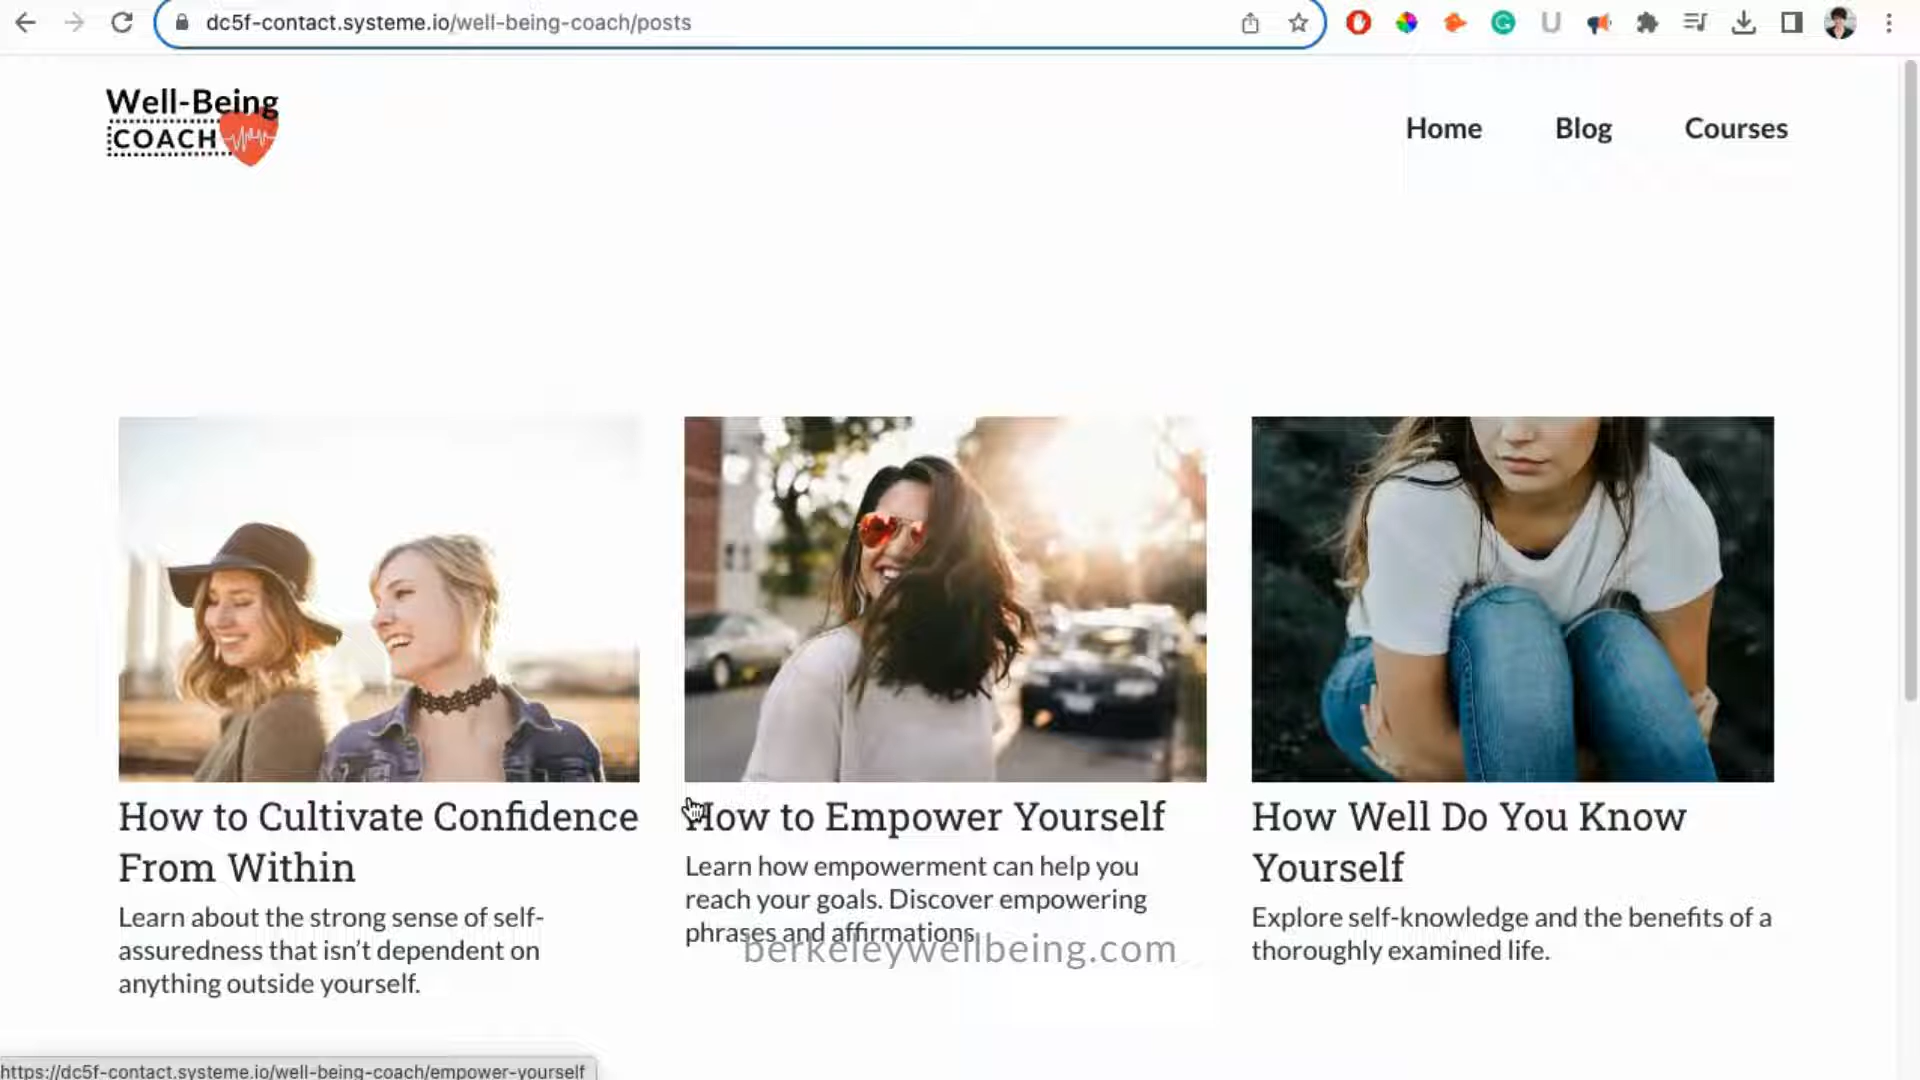 dc5f-contact.systeme.io/well-being-coach/posts
Well-Being
COACH
Home
Blog
Courses
How to Cultivate Confidence
From Within
Learn about the strong sense of self-
assuredness that isn’t dependent on
anything outside yourself.
How to Empower Yourself
Learn how empowerment can help you
reach your goals. Discover empowering
phrases and affirmations
berkeleywellbeing.com
How Well Do You Know
Yourself
Explore self-knowledge and the benefits of a
thoroughly examined life.
https://dc5f-contact.systeme.io/well-being-coach/empower-yourself